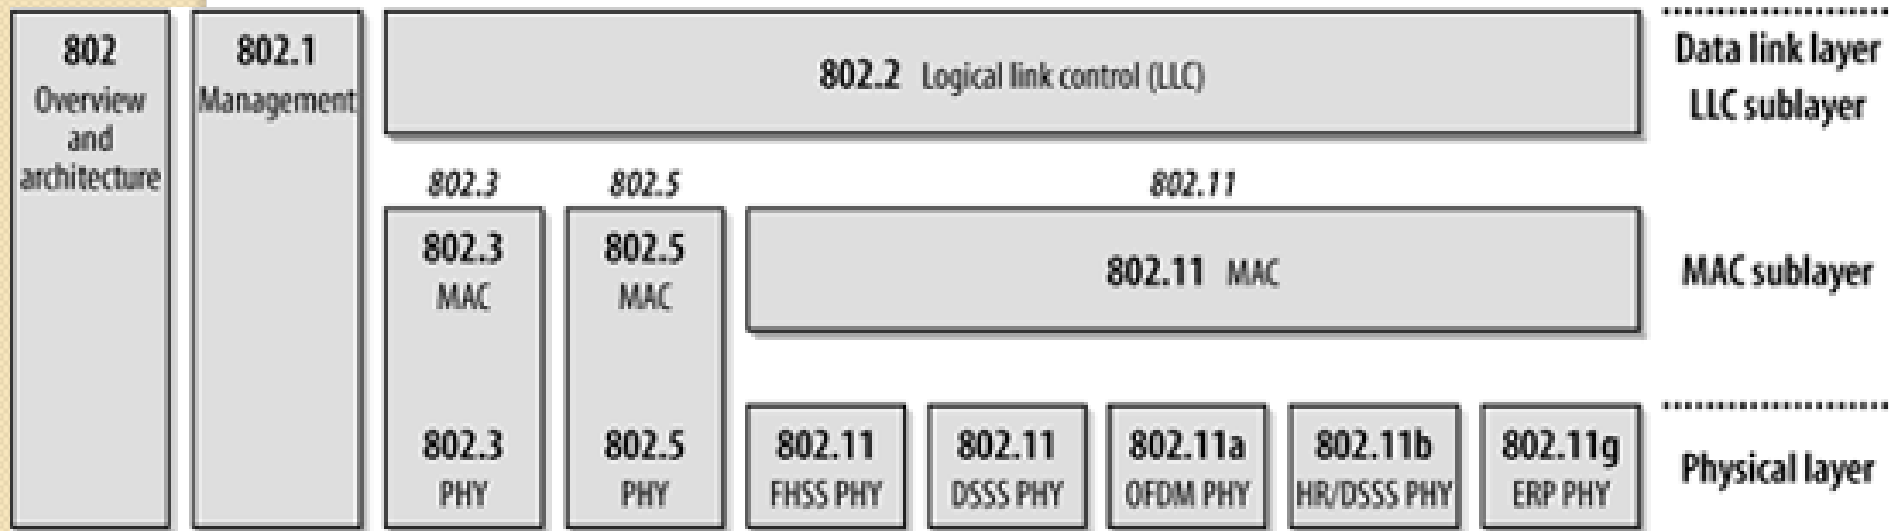 802
Overview
and
architecture
802.1
Management
802.2 Logical link control (LLC)
Data link layer
LLC sublayer
802.3
802.5
802.11
802.3
MAC
802.5
MAC
802.11 MAC
MAC sublayer
802.3
PHY
802.5
PHY
802.11
FHSS PHY
802.11
DSSS PHY
802.11a
OFDM PHY
802.11b
HR/DSSS PHY
802.11g
ERP PHY
Physical layer